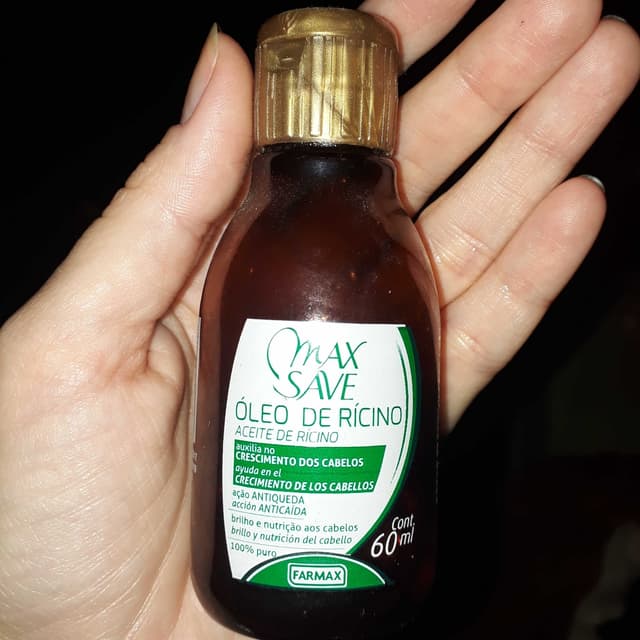 MAX
SAVE
ÓLEO DE RÍCINO
ACEITE DE RICINO
auxilia no
CRESCIMENTO DOS CABELOS
ayuda en el
CRECIMIENTO DE LOS CABELLOS
ação ANTIQUEDA
acción ANTICAÍDA
brilho e nutrição aos cabelos
brillo y nutrición del cabello
100% puro
Cont.
60ml
FARMAX